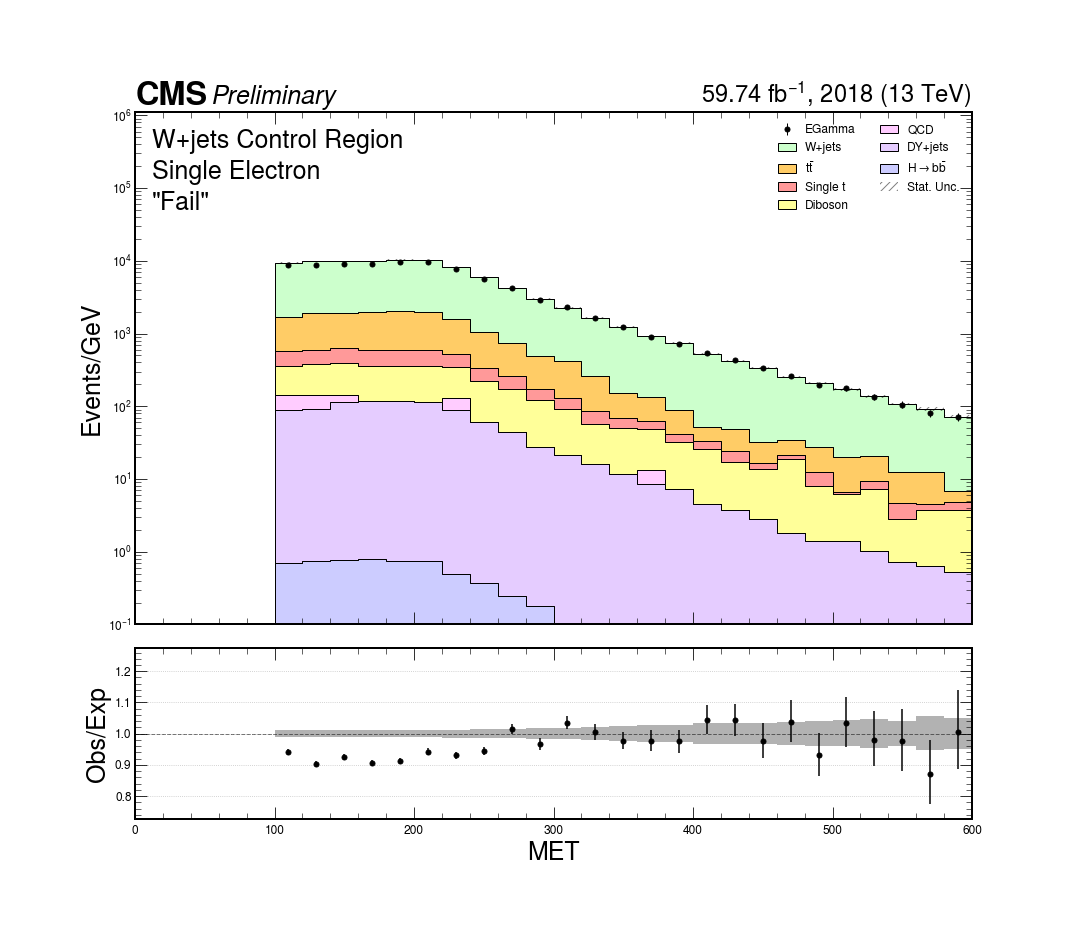 CMS Preliminary
59.74 fb⁻¹, 2018 (13 TeV)
W+jets Control Region
Single Electron
"Fail"
EGamma
W+jets
tt̄
Single t
Diboson
QCD
DY+jets
H→bb̄
Stat. Unc.
Events/GeV
10⁶
10⁵
10⁴
10³
10²
10¹
10⁰
10⁻¹
Obs/Exp
1.2
1.1
1.0
0.9
0.8
0 100 200 300 400 500 600
MET